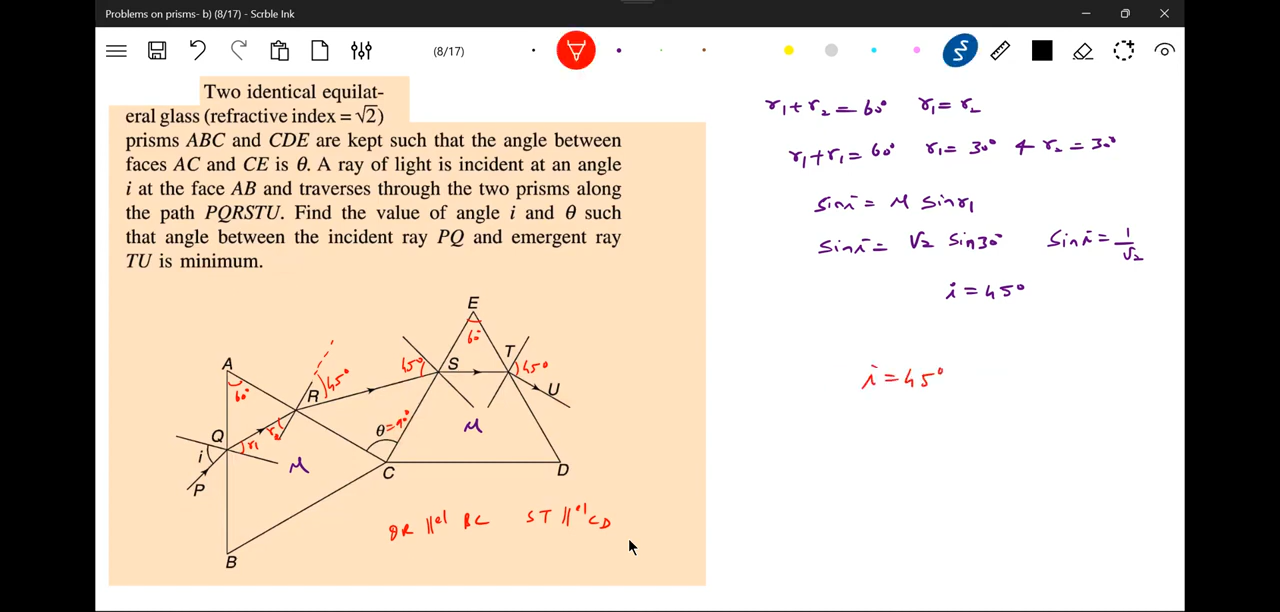 Problems on prisms- b) (8/17) - Scrble Ink
(8/17)
Two identical equilat-
eral glass (refractive index = √2)
prisms ABC and CDE are kept such that the angle between
faces AC and CE is θ. A ray of light is incident at an angle
i at the face AB and traverses through the two prisms along
the path PQRSTU. Find the value of angle i and θ such
that angle between the incident ray PQ and emergent ray
TU is minimum.
E
60°
A
60°
R
45°
45°
S
T
45°
U
Q
r1
r2
θ=90°
μ
i
μ
P
C
D
B
QR ||el BC ST ||el CD
r1+r2 = 60° r1 = r2
r1+r1 = 60° r1 = 30° & r2 = 30°
sin i = μ sin r1
sin i = √2 sin 30° sin i = 1/√2
i = 45°
i = 45°